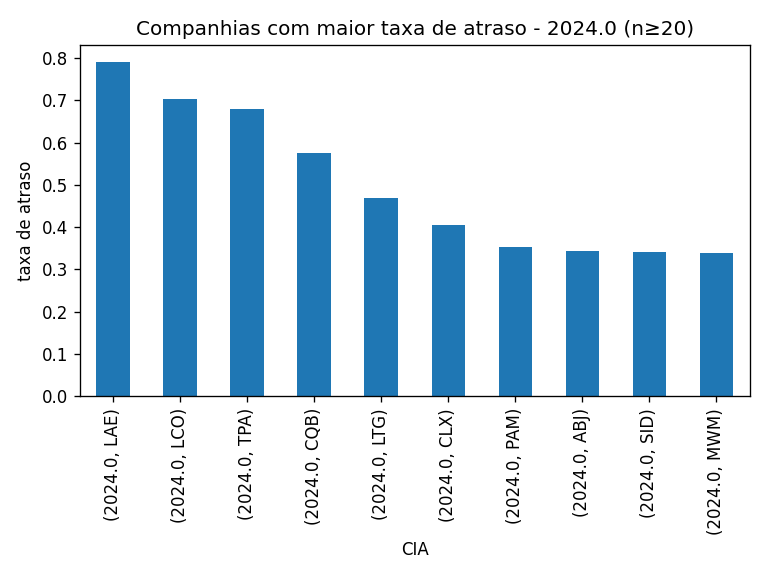 Companhias com maior taxa de atraso - 2024.0 (n≥20)
taxa de atraso
0.8
0.7
0.6
0.5
0.4
0.3
0.2
0.1
0.0
(2024.0, LAE)
(2024.0, LCO)
(2024.0, TPA)
(2024.0, CQB)
(2024.0, LTG)
(2024.0, CLX)
(2024.0, PAM)
(2024.0, ABJ)
(2024.0, SID)
(2024.0, MWM)
CIA